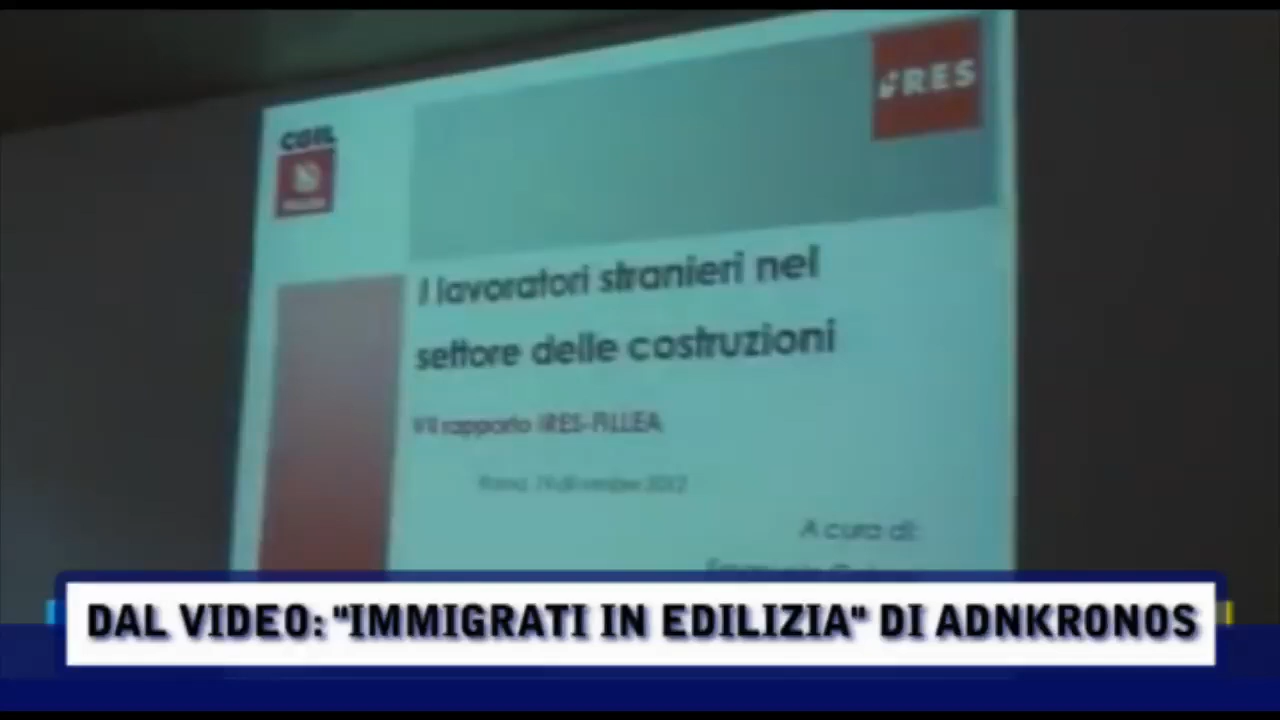 CGIL
IRES
I lavoratori stranieri nel
settore delle costruzioni
rapporto IRES-FILLEA
Roma,
A cura di:
DAL VIDEO: "IMMIGRATI IN EDILIZIA" DI ADNKRONOS